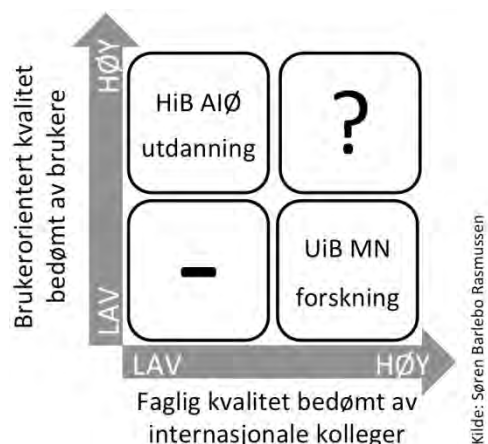 Brukerorientert kvalitet
bedømt av brukere
HØY
LAV
HiB AIØ
utdanning
?
-
UiB MN
forskning
LAV
HØY
Faglig kvalitet bedømt av
internasjonale kolleger
Kilde: Søren Barlebo Rasmussen